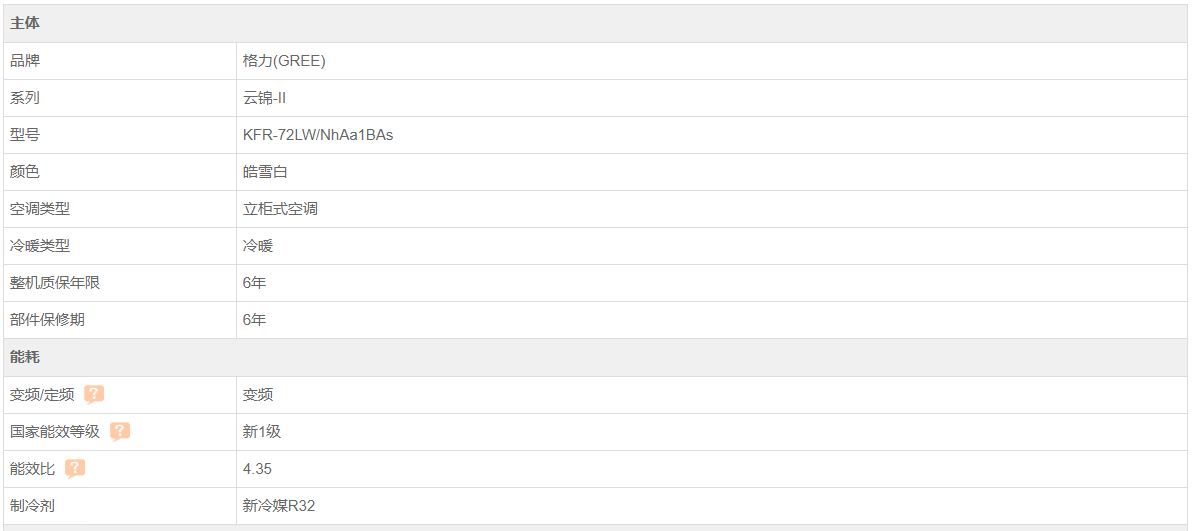 主体
品牌 格力(GREE)
系列 云锦-II
型号 KFR-72LW/NhAa1BAs
颜色 皓雪白
空调类型 立柜式空调
冷暖类型 冷暖
整机质保年限 6年
部件保修期 6年
能耗
变频/定频 ? 变频
国家能效等级 ? 新1级
能效比 ? 4.35
制冷剂 新冷媒R32